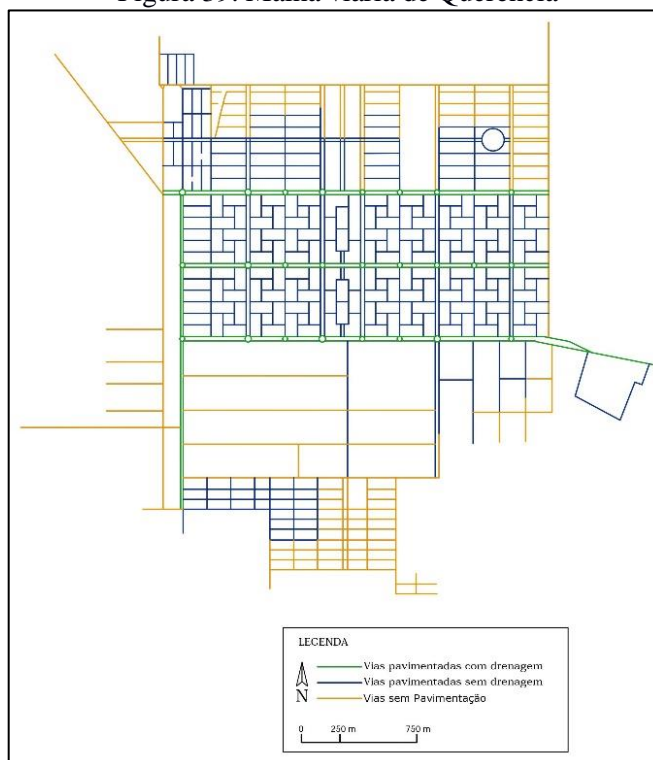 Figura 39. Malha viária de Querência
LEGENDA
Vias pavimentadas com drenagem
Vias pavimentadas sem drenagem
N Vias sem Pavimentação
0 250 m 750 m